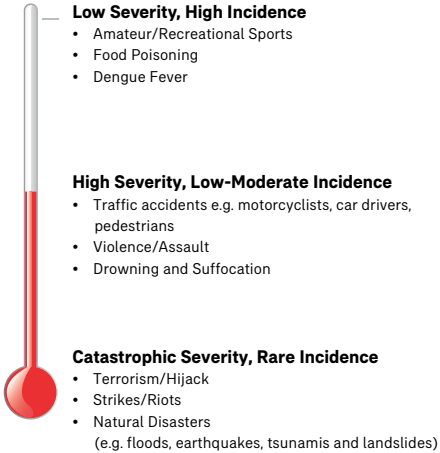 Low Severity, High Incidence
• Amateur/Recreational Sports
• Food Poisoning
• Dengue Fever
High Severity, Low-Moderate Incidence
• Traffic accidents e.g. motorcyclists, car drivers,
pedestrians
• Violence/Assault
• Drowning and Suffocation
Catastrophic Severity, Rare Incidence
• Terrorism/Hijack
• Strikes/Riots
• Natural Disasters
(e.g. floods, earthquakes, tsunamis and landslides)